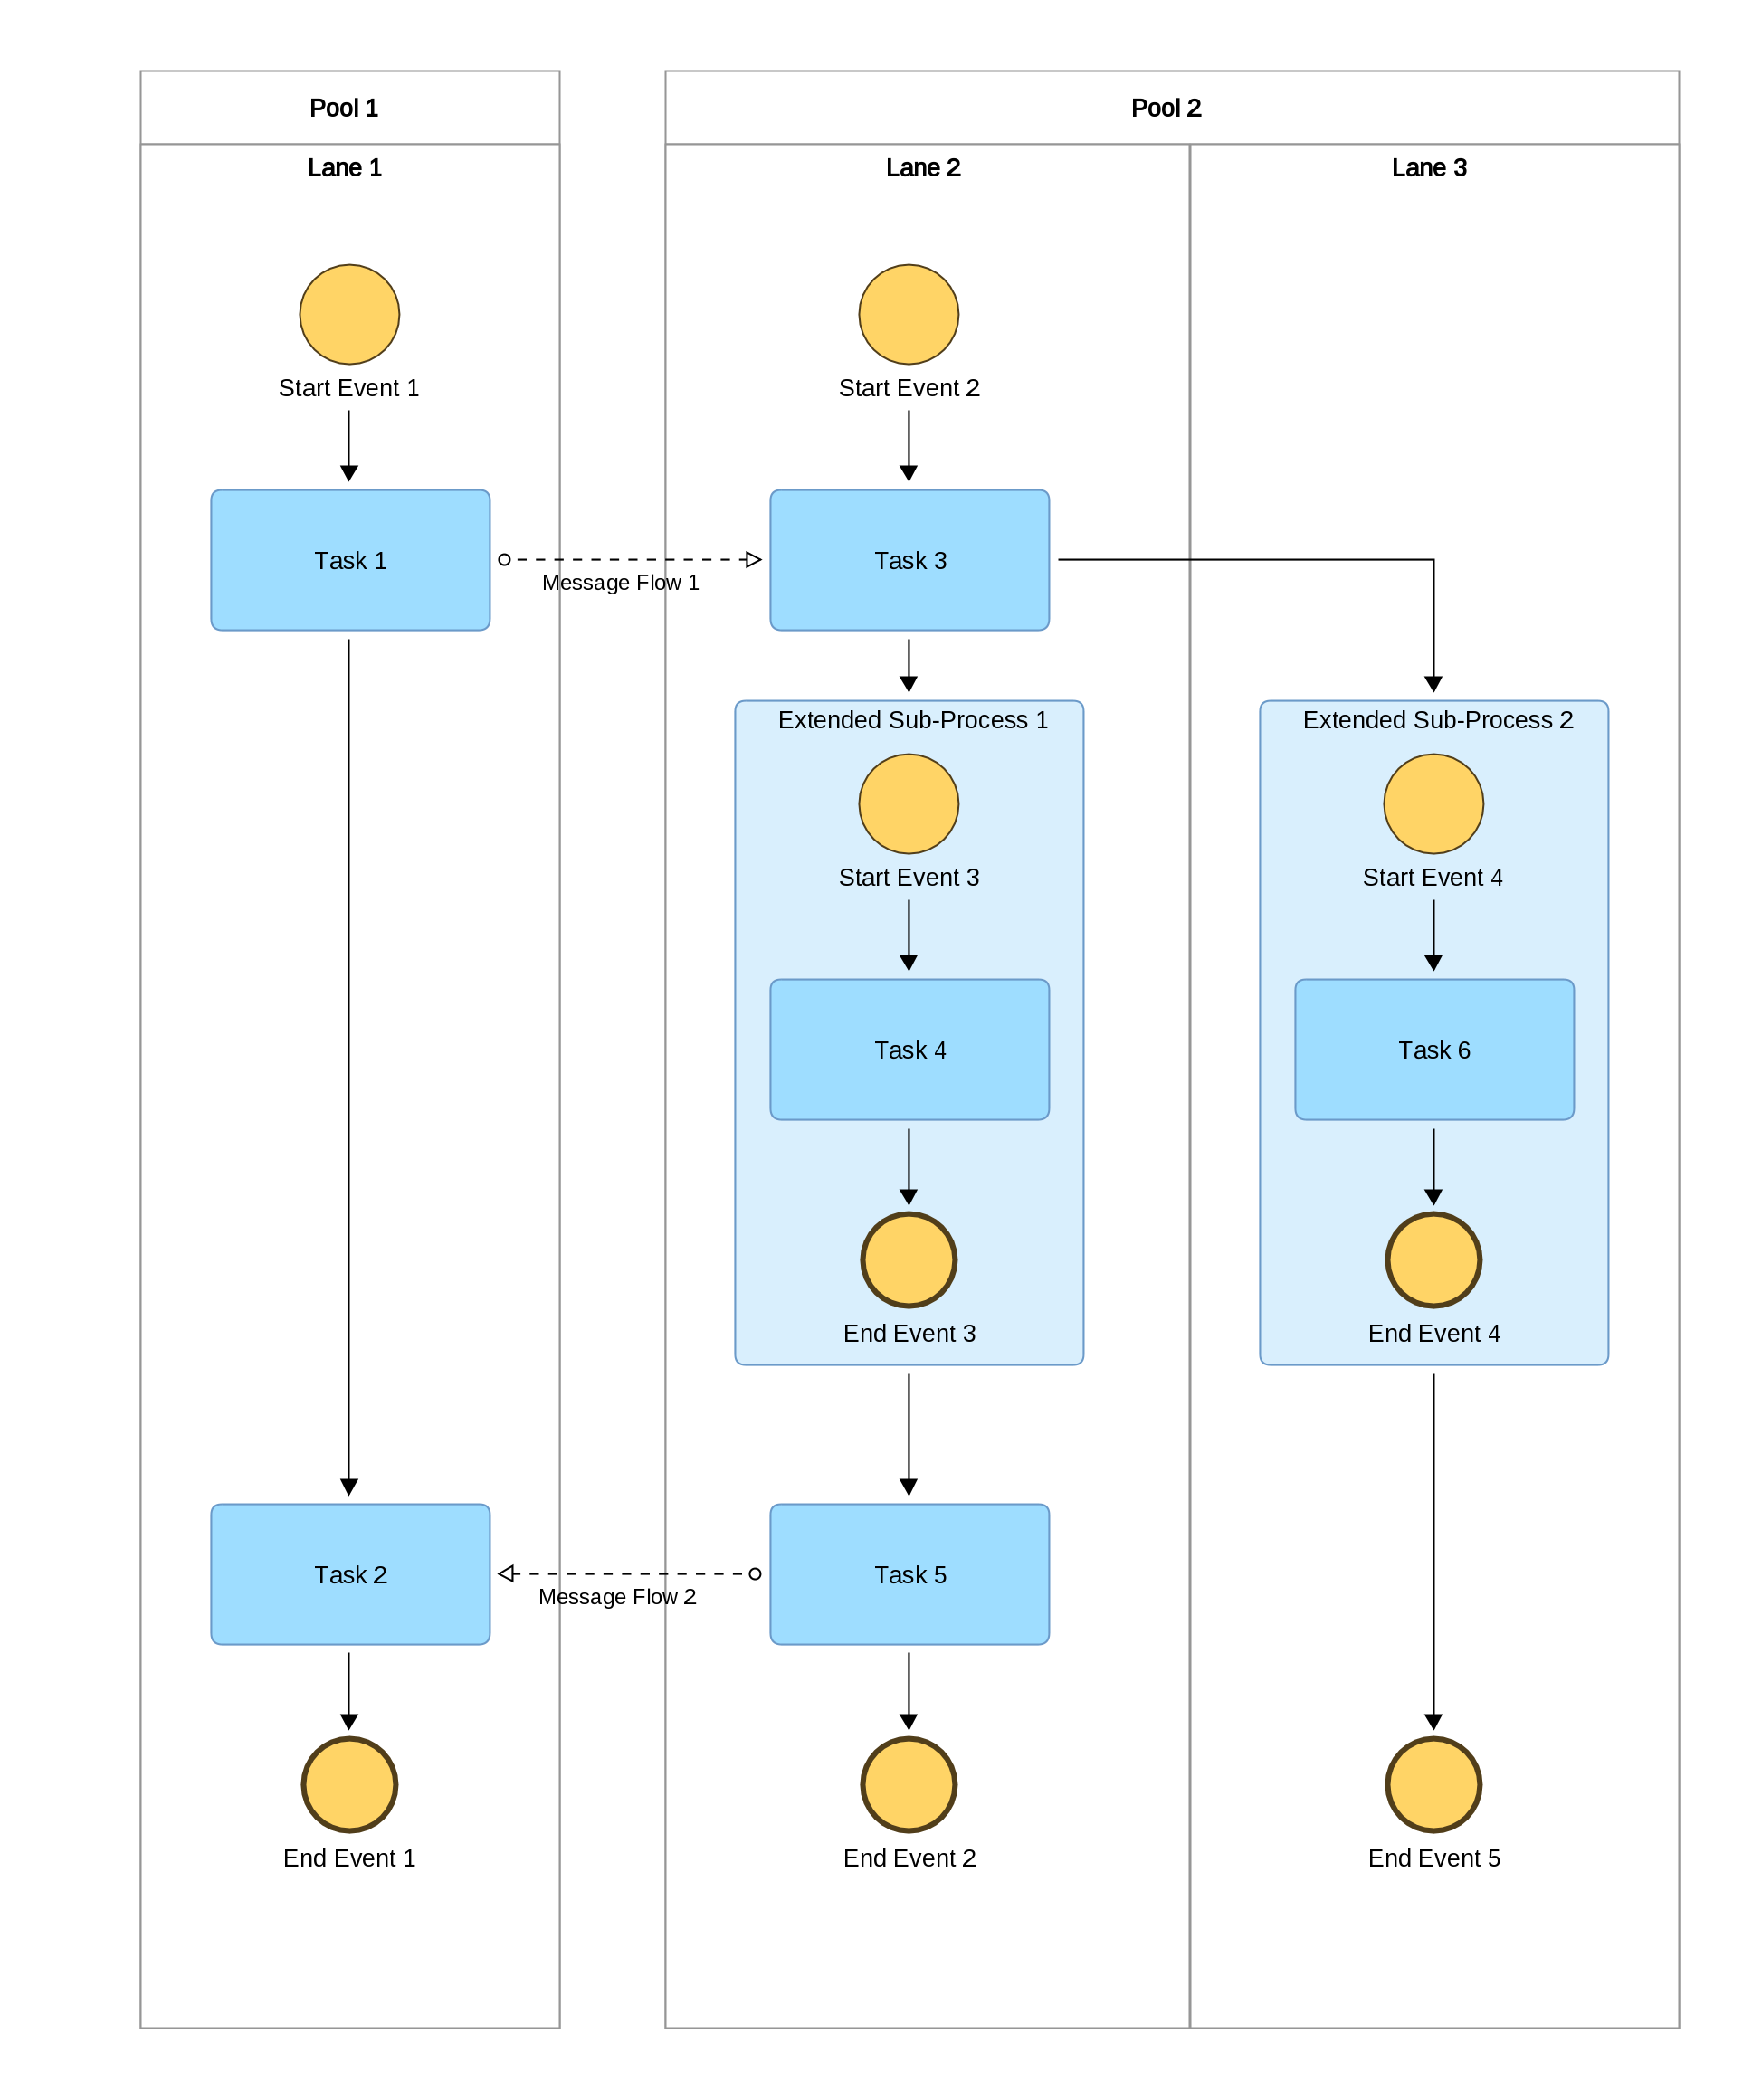 Pool 1
Pool 2
Lane 1
Lane 2
Lane 3
Start Event 1
Start Event 2
Task 1
Message Flow 1
Task 3
Extended Sub-Process 1
Extended Sub-Process 2
Start Event 3
Start Event 4
Task 4
Task 6
End Event 3
End Event 4
Task 2
Message Flow 2
Task 5
End Event 1
End Event 2
End Event 5